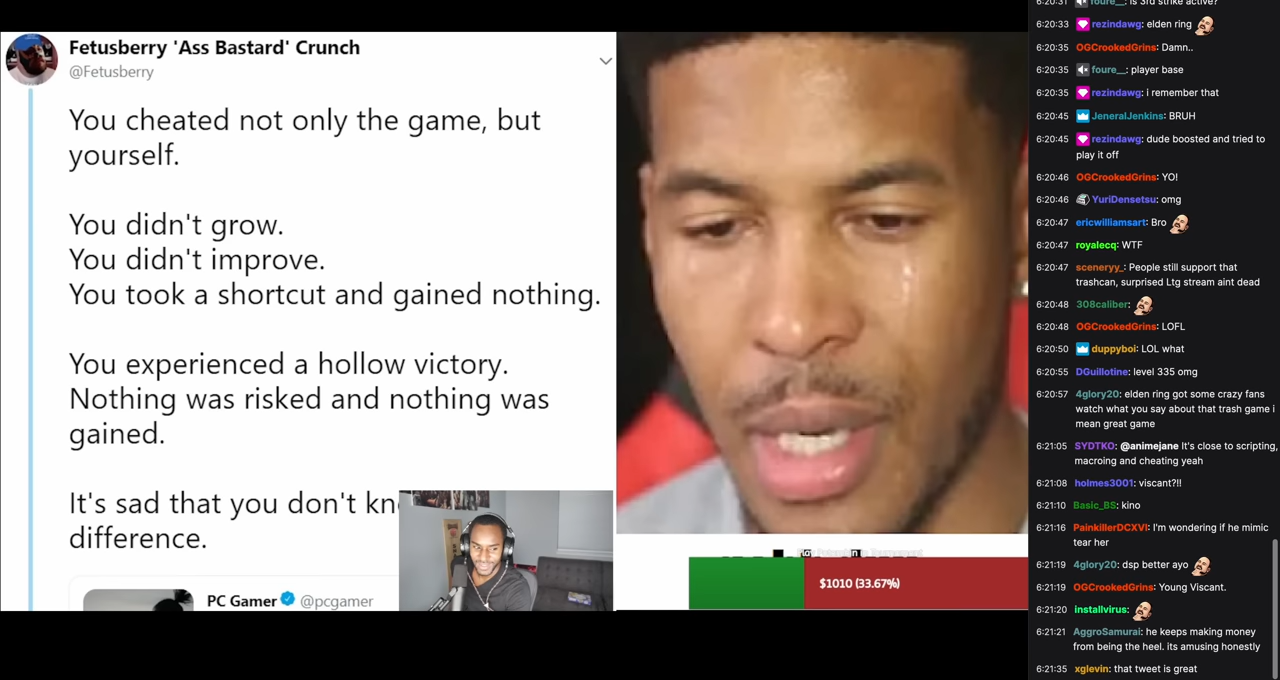 Fetusberry 'Ass Bastard' Crunch
@Fetusberry
You cheated not only the game, but
yourself.
You didn't grow.
You didn't improve.
You took a shortcut and gained nothing.
You experienced a hollow victory.
Nothing was risked and nothing was
gained.
It's sad that you don't kn
difference.
PC Gamer @pcgamer
$1010 (33.67%)
6:20:31 foure__: is 3rd strike active?
6:20:33 rezindawg: elden ring
6:20:35 OGCrookedGrins: Damn..
6:20:35 foure__: player base
6:20:35 rezindawg: i remember that
6:20:45 JeneralJenkins: BRUH
6:20:45 rezindawg: dude boosted and tried to
play it off
6:20:46 OGCrookedGrins: YO!
6:20:46 YuriDensetsu: omg
6:20:47 ericwilliamsart: Bro
6:20:47 royalecq: WTF
6:20:47 sceneryy_: People still support that
trashcan, surprised Ltg stream aint dead
6:20:48 308caliber:
6:20:48 OGCrookedGrins: LOFL
6:20:50 duppyboi: LOL what
6:20:55 DGuillotine: level 335 omg
6:20:57 4glory20: elden ring got some crazy fans
watch what you say about that trash game i
mean great game
6:21:05 SYDTKO: @animejane It's close to scripting,
macroing and cheating yeah
6:21:08 holmes3001: viscant?!!
6:21:10 Basic_BS: kino
6:21:16 PainkillerDCXVI: I'm wondering if he mimic
tear her
6:21:19 4glory20: dsp better ayo
6:21:19 OGCrookedGrins: Young Viscant.
6:21:20 installvirus:
6:21:21 AggroSamurai: he keeps making money
from being the heel. its amusing honestly
6:21:35 xglevin: that tweet is great